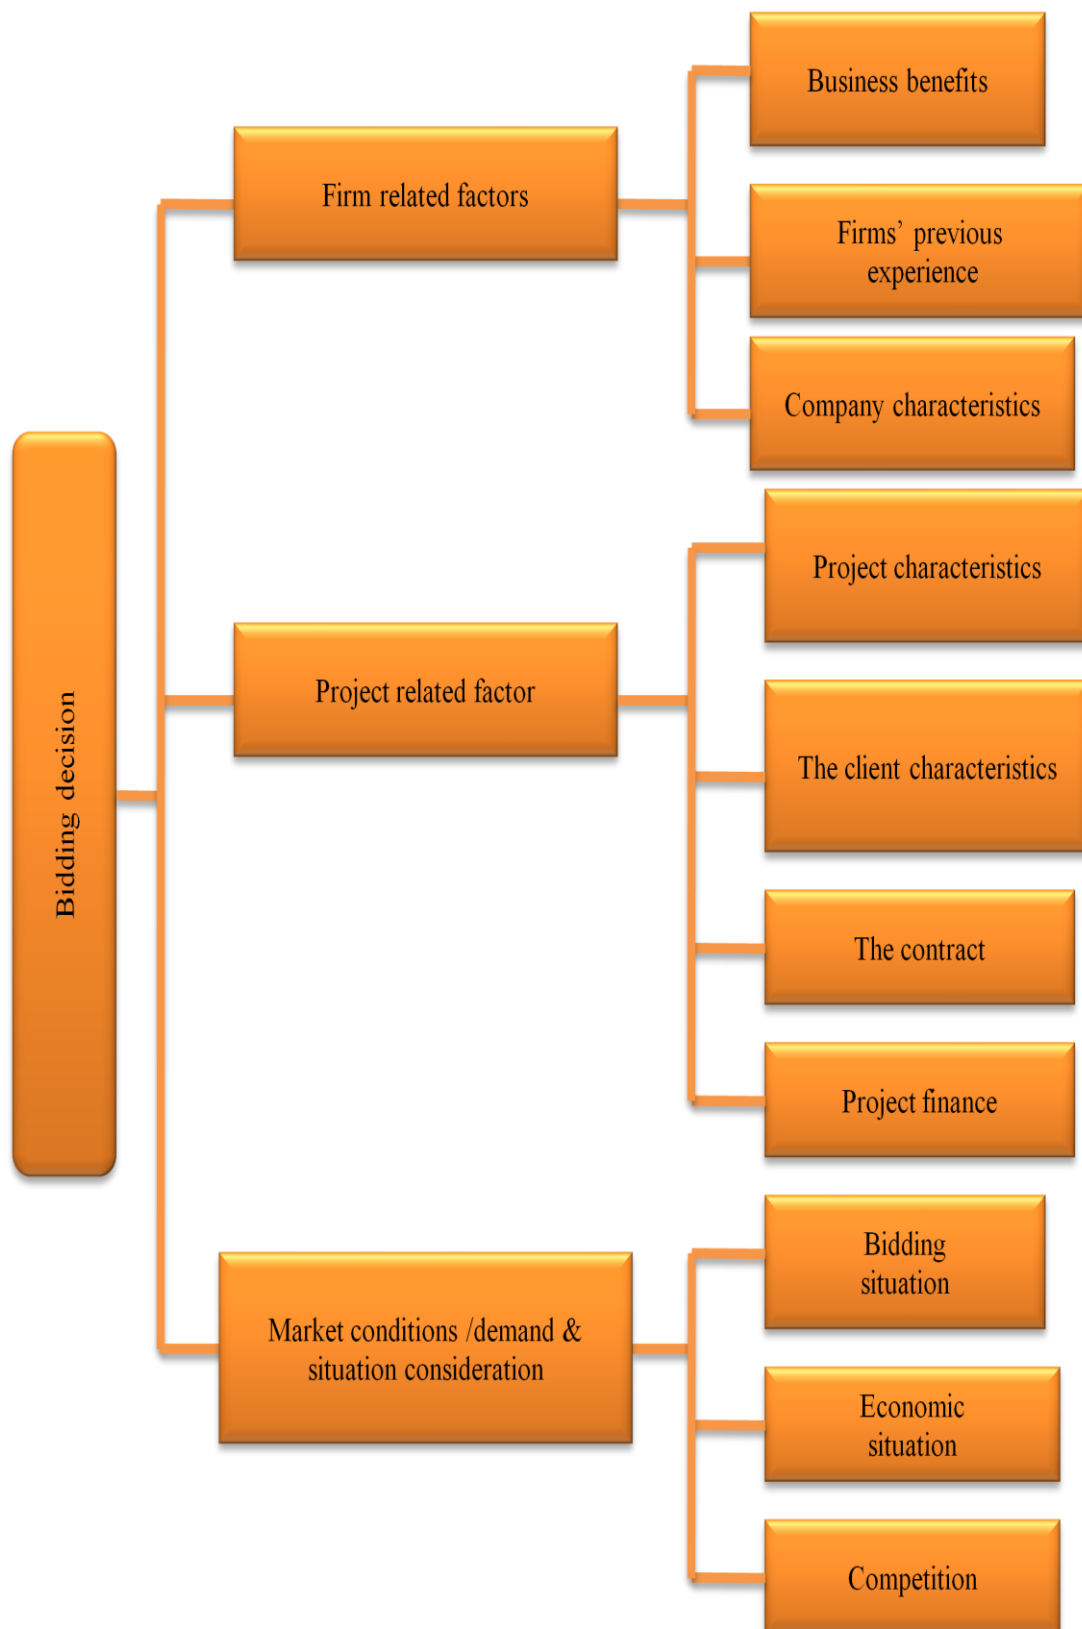 Bidding decision
Firm related factors
Business benefits
Firms’ previous
experience
Company characteristics
Project related factor
Project characteristics
The client characteristics
The contract
Project finance
Market conditions /demand &
situation consideration
Bidding
situation
Economic
situation
Competition